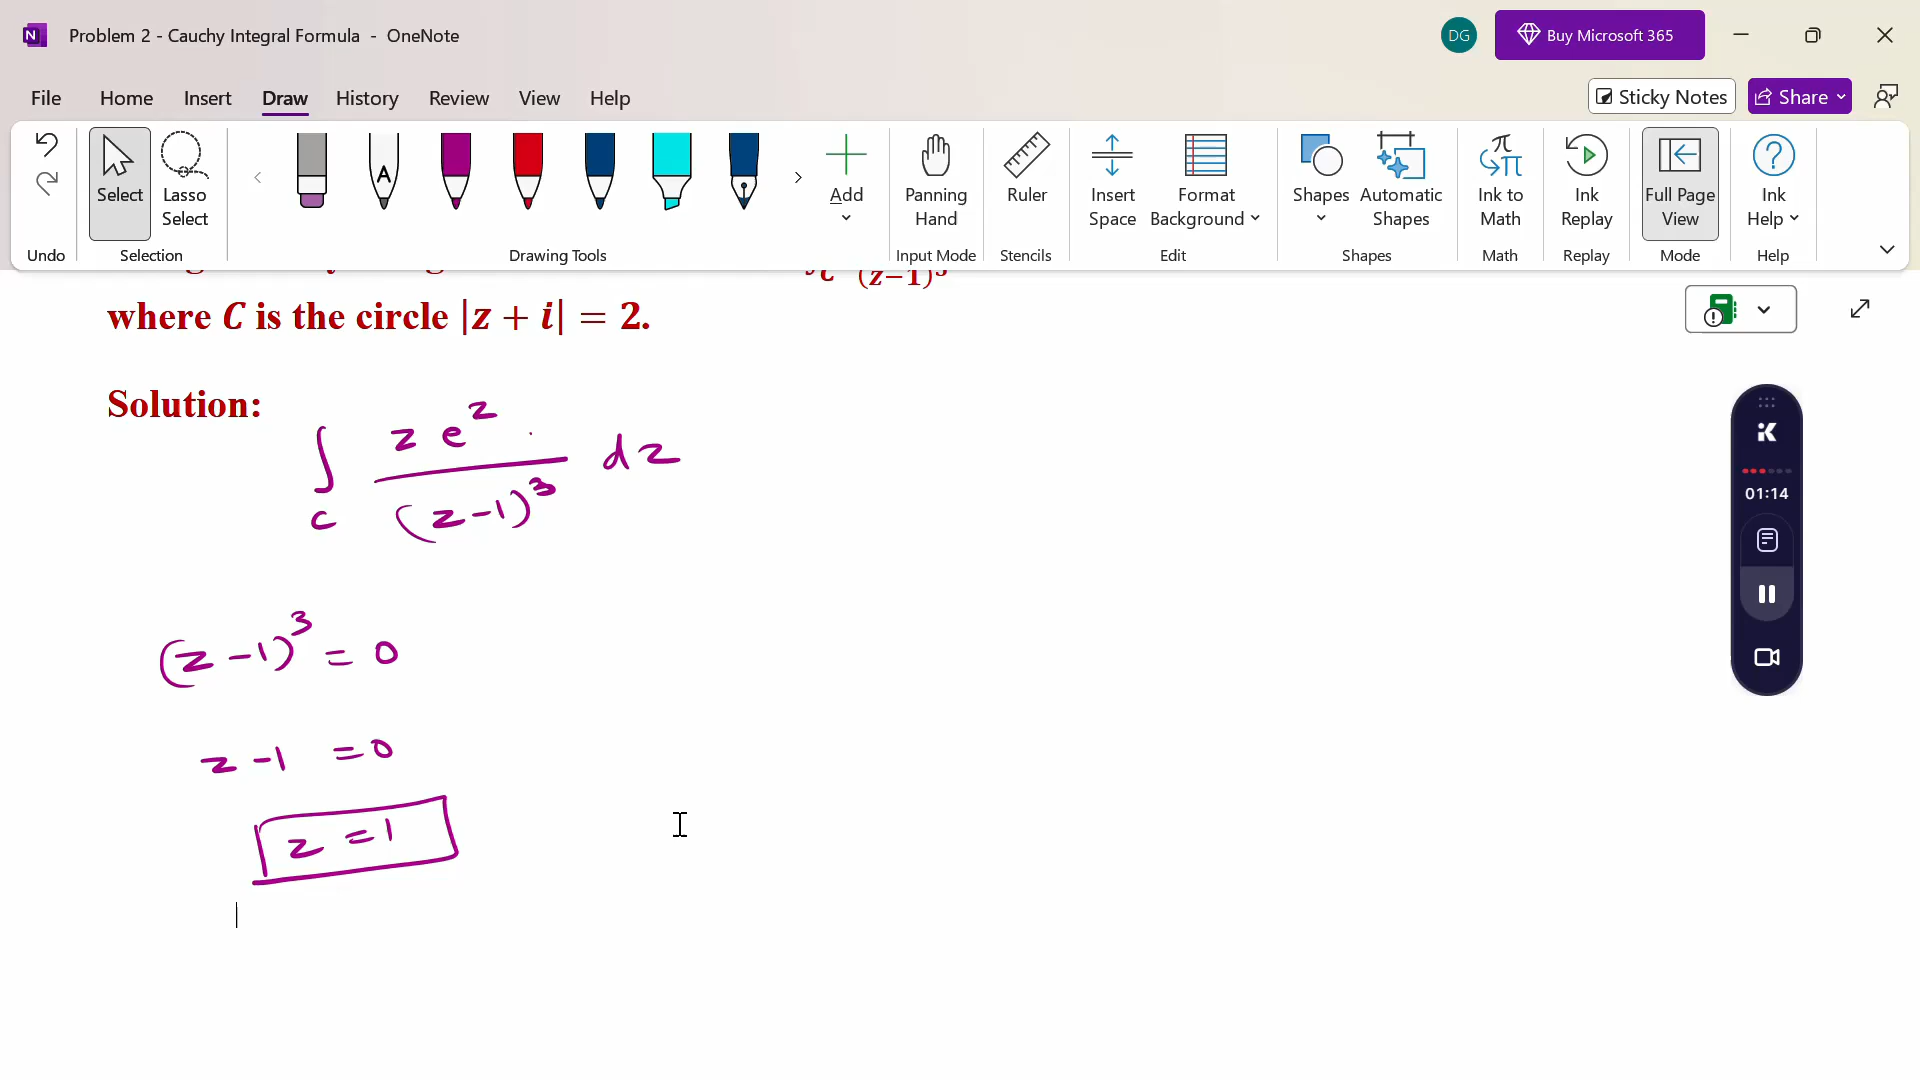 Problem 2 - Cauchy Integral Formula - OneNote
DG
Buy Microsoft 365
File Home Insert Draw History Review View Help
Sticky Notes
Share
Select
Lasso Select
A
Add
Panning Hand
Ruler
Insert Space
Format Background
Shapes
Automatic Shapes
Ink to Math
Ink Replay
Full Page View
Ink Help
Undo Selection Drawing Tools Input Mode Stencils Edit Shapes Math Replay Mode Help
C (z−1)³
where C is the circle |z + i| = 2.
Solution:
∫_C z e^z / (z-1)^3 dz
(z-1)^3 = 0
z-1 = 0
z = 1
01:14